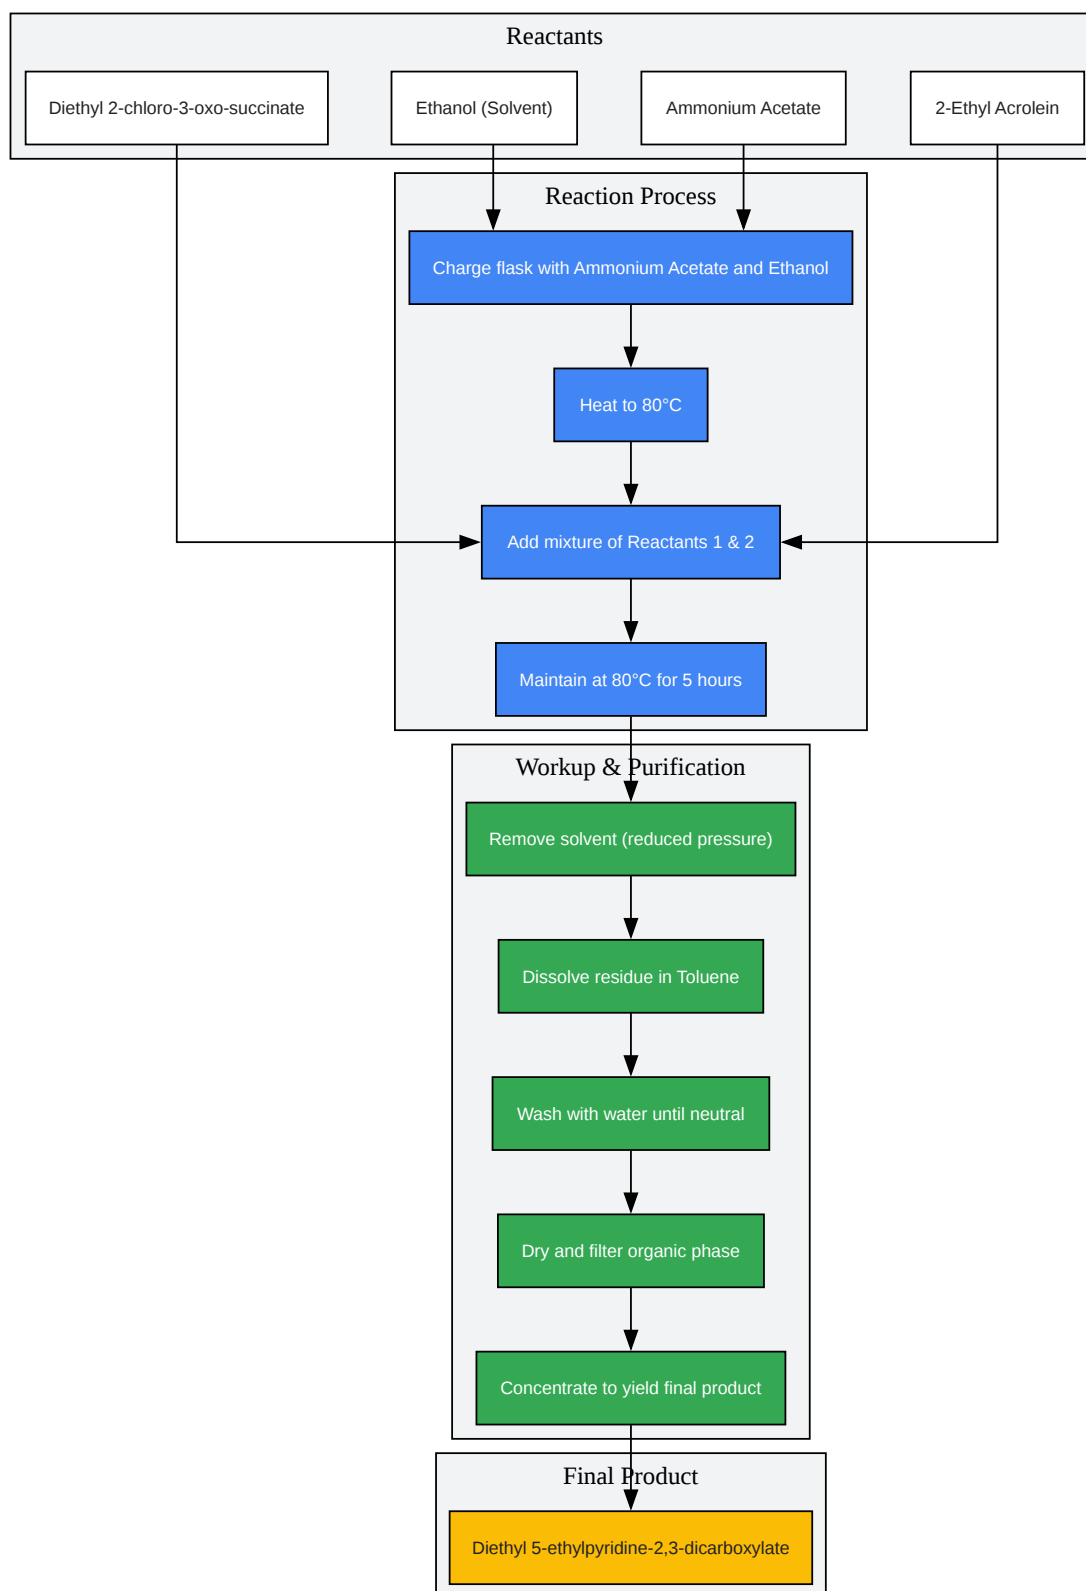 Reactants
Diethyl 2-chloro-3-oxo-succinate
Ethanol (Solvent)
Ammonium Acetate
2-Ethyl Acrolein
Reaction Process
Charge flask with Ammonium Acetate and Ethanol
Heat to 80°C
Add mixture of Reactants 1 & 2
Maintain at 80°C for 5 hours
Workup & Purification
Remove solvent (reduced pressure)
Dissolve residue in Toluene
Wash with water until neutral
Dry and filter organic phase
Concentrate to yield final product
Final Product
Diethyl 5-ethylpyridine-2,3-dicarboxylate